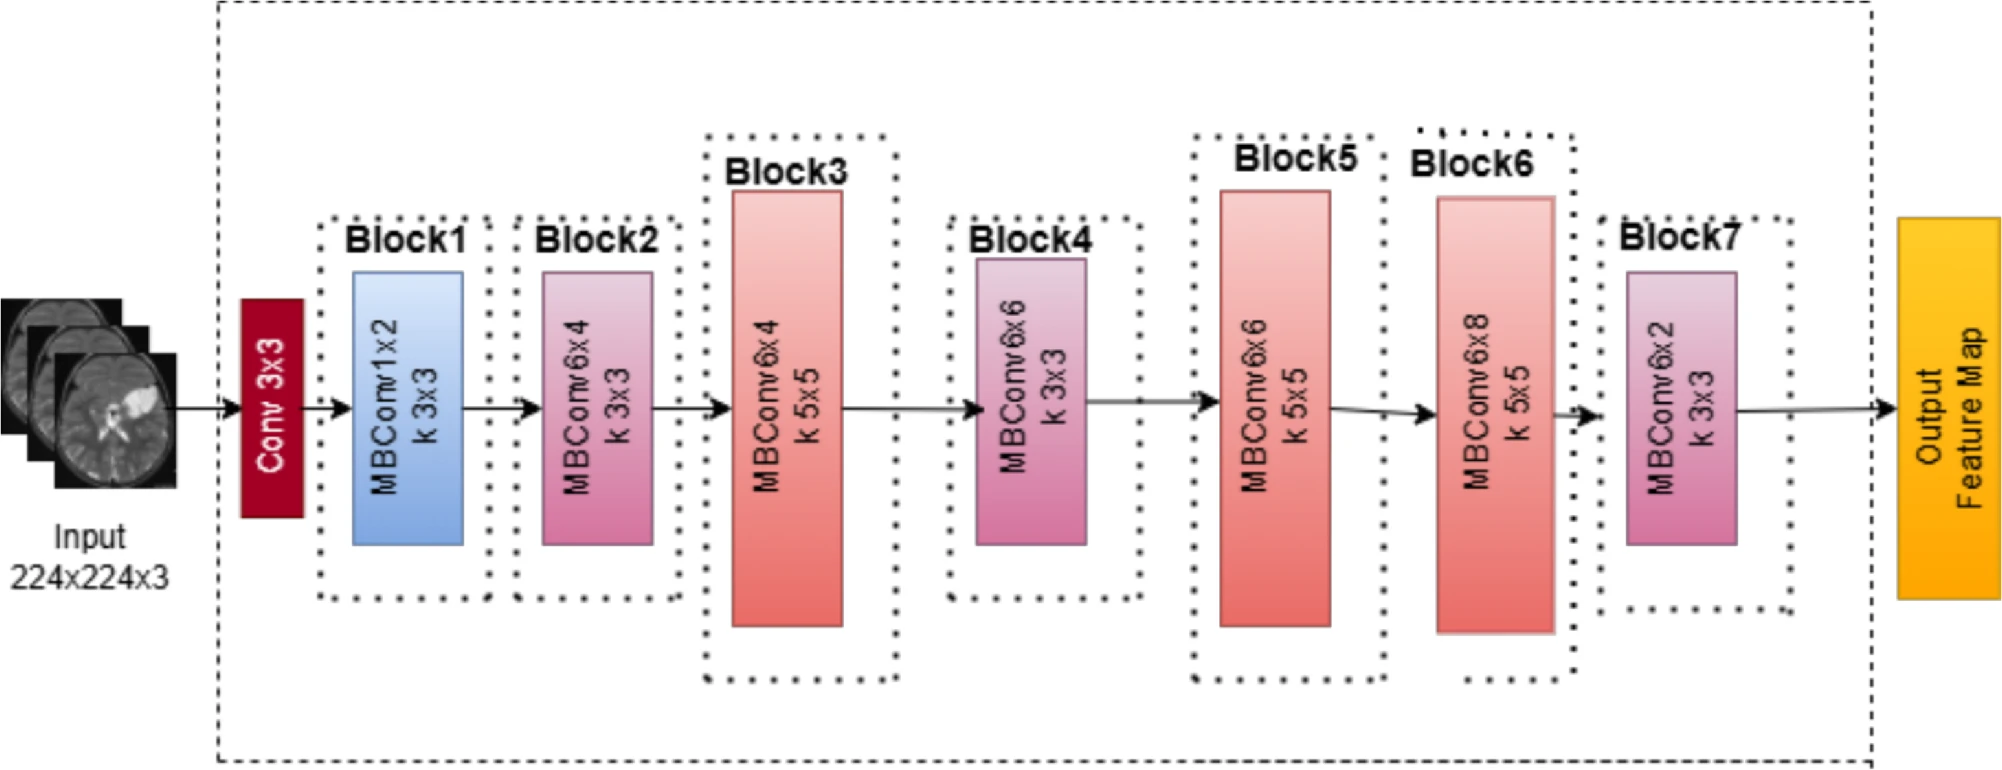 Input
224x224x3
Conv 3x3
Block1
MBConv1x2
k 3x3
Block2
MBConv6x4
k 3x3
Block3
MBConv6x4
k 5x5
Block4
MBConv6x6
k 3x3
Block5
MBConv6x6
k 5x5
Block6
MBConv6x8
k 5x5
Block7
MBConv6x2
k 3x3
Output
Feature Map